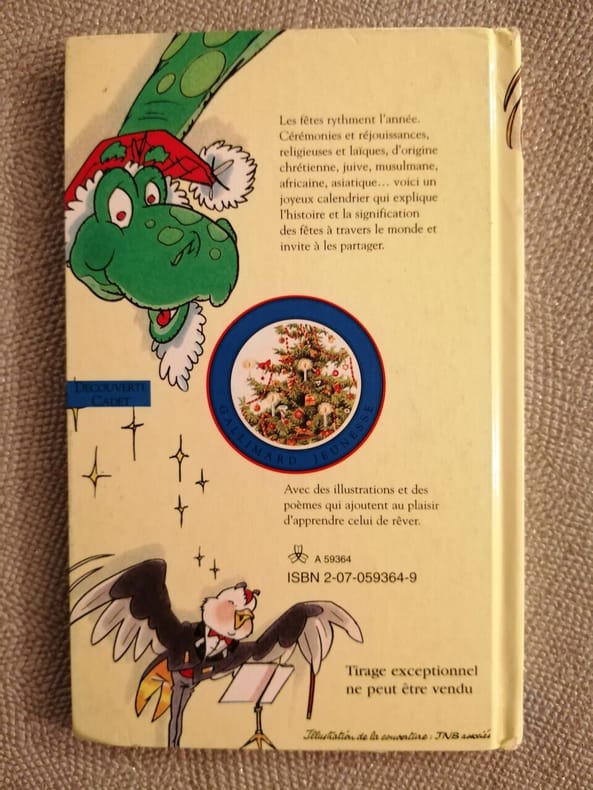 Les fêtes rythment l'année.
Cérémonies et réjouissances,
religieuses et laïques, d'origine
chrétienne, juive, musulmane,
africaine, asiatique... voici un
joyeux calendrier qui explique
l'histoire et la signification
des fêtes à travers le monde et
invite à les partager.
DÉCOUVERTE
CADET
GALLIMARD JEUNESSE
Avec des illustrations et des
poèmes qui ajoutent au plaisir
d'apprendre celui de rêver.
A 59364
ISBN 2-07-059364-9
Tirage exceptionnel
ne peut être vendu
Illustration de la couverture : JNB